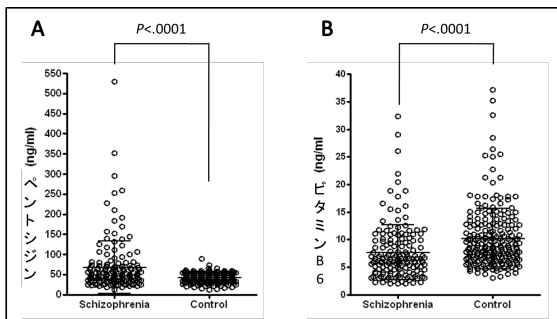 A
P<.0001
550
500
450
400
350
300
250
200
150
100
50
0
ペントシジン (ng/ml)
Schizophrenia
Control
B
P<.0001
40
35
30
25
20
15
10
5
0
ビタミンB6 (ng/ml)
Schizophrenia
Control